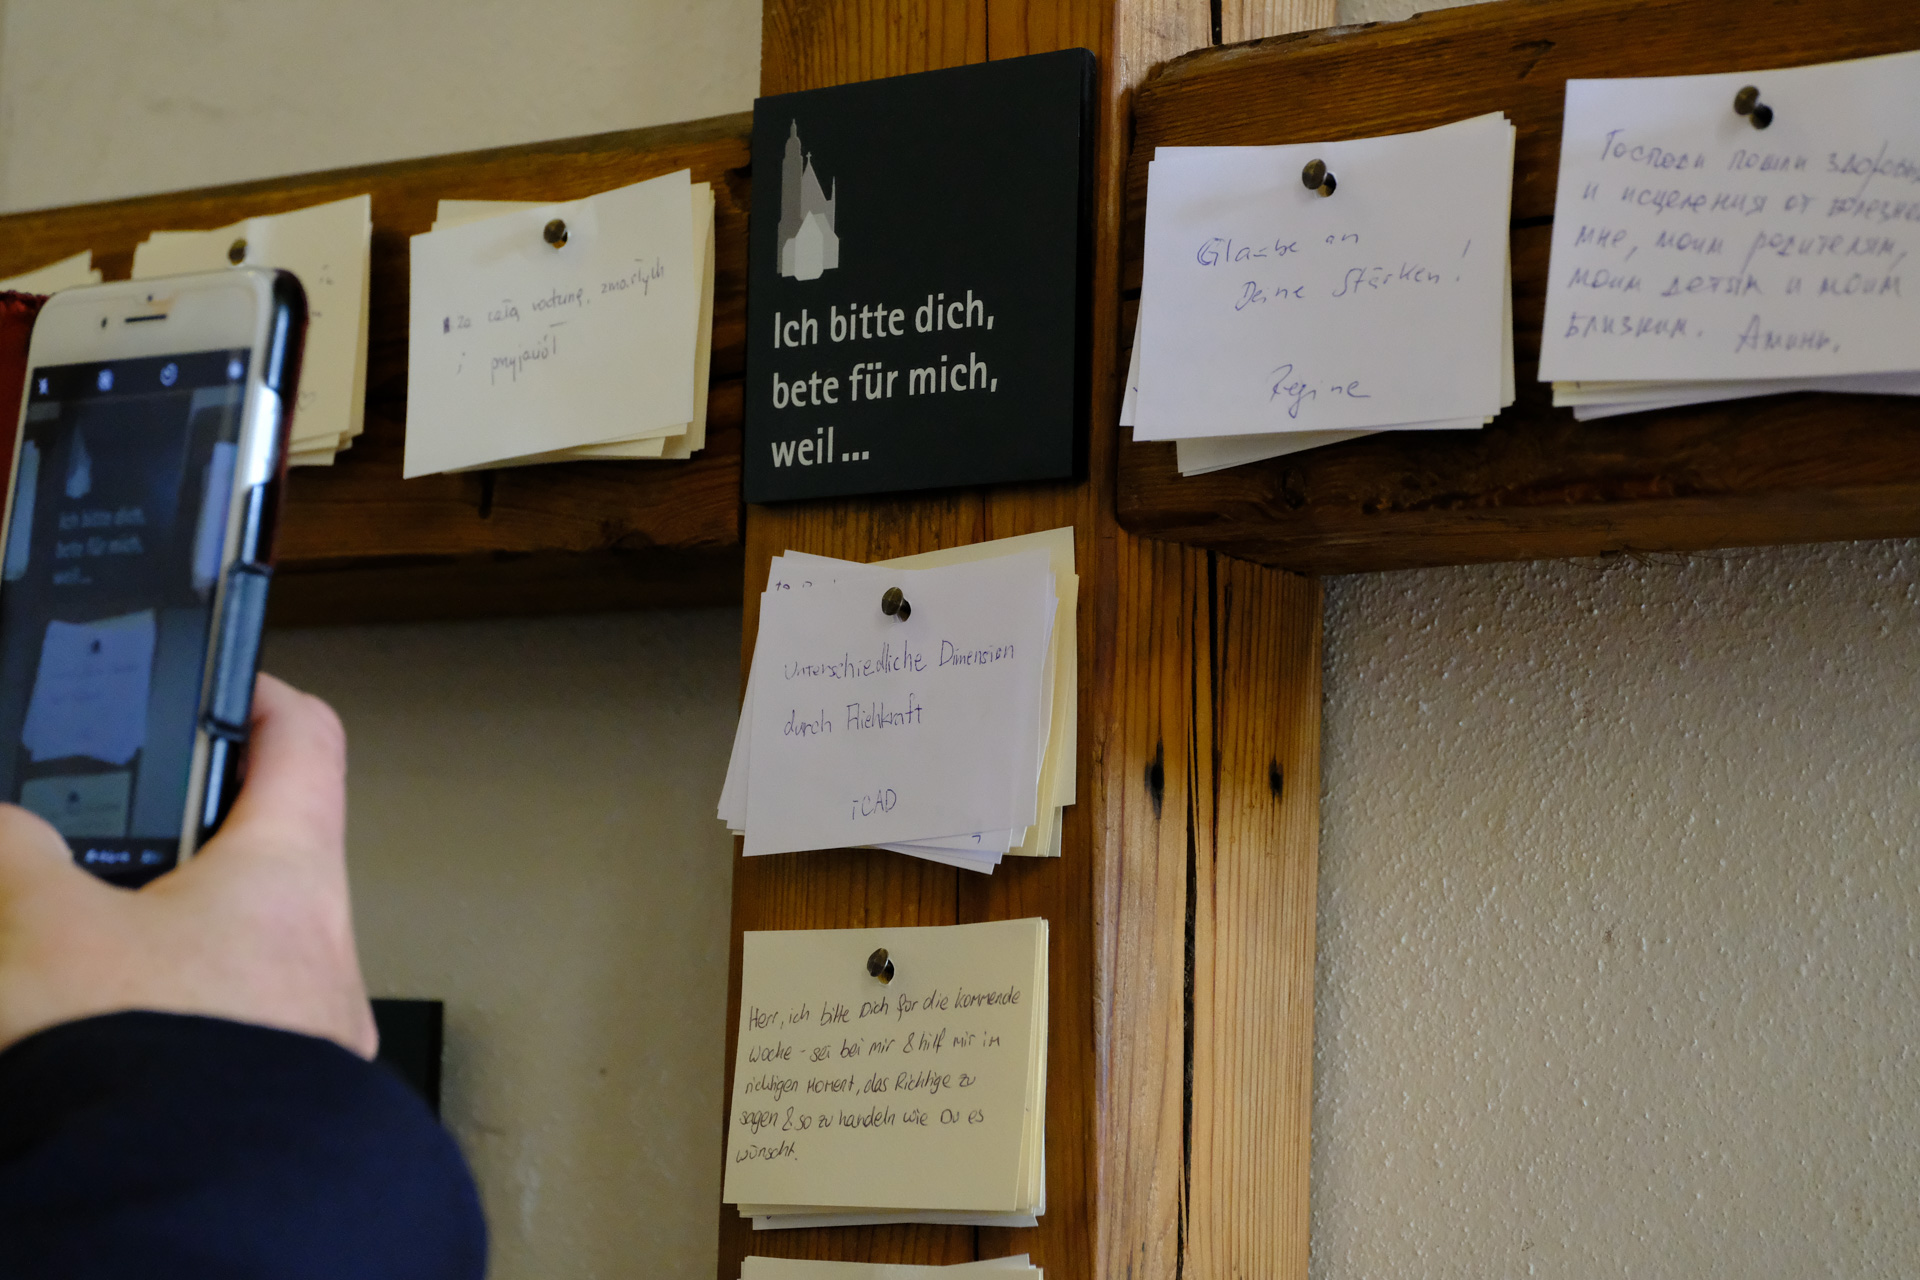 za całą rodzinę, zmarłych
i przyjaciół
Ich bitte dich,
bete für mich,
weil...
Glaube an
Deine Stärken!
Regine
Господи пошли здоровья
и исцеления от болезней
мне, моим родителям,
моим детям и моим
близким. Аминь.
Unterschiedliche Dimension
durch
iCAD
Herr, ich bitte Dich für die kommende
Woche - sei bei mir & hilf mir im
richtigen Moment, das Richtige zu
sagen & so zu handeln wie Du es
wünscht.
Ich bitte dich,
bete für mich,
weil...